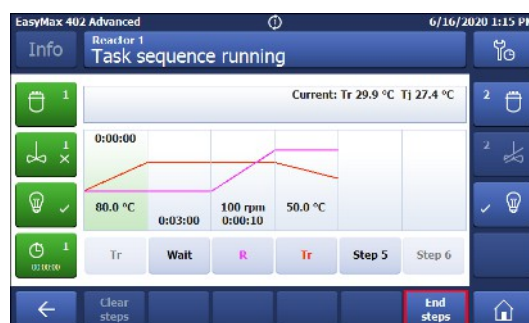 EasyMax 402 Advanced
6/16/2020 1:15 PM
Info
Reactor 1
Task sequence running
1
Current: Tr 29.9 °C Tj 27.4 °C
2
1
0:00:00
2
80.0 °C
0:03:00
100 rpm
0:00:10
50.0 °C
1
00:00:00
Tr
Wait
R
Tr
Step 5
Step 6
Clear
steps
End
steps